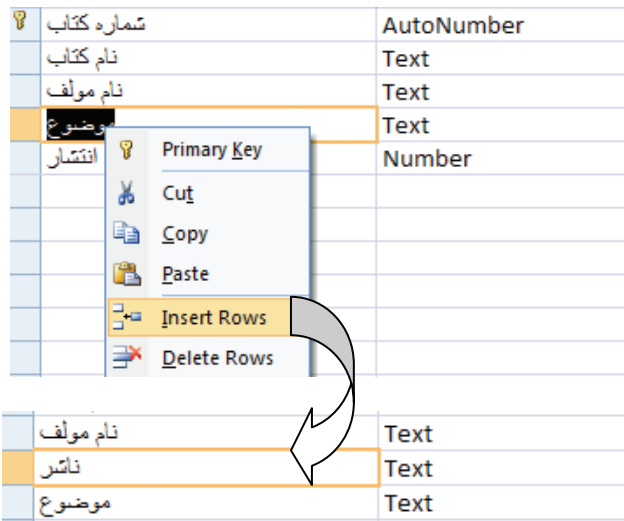 شماره کتاب AutoNumber
نام کتاب Text
نام مولف Text
موضوع Text
انتشار Number
Primary Key
Cut
Copy
Paste
Insert Rows
Delete Rows
نام مولف Text
ناشر Text
موضوع Text